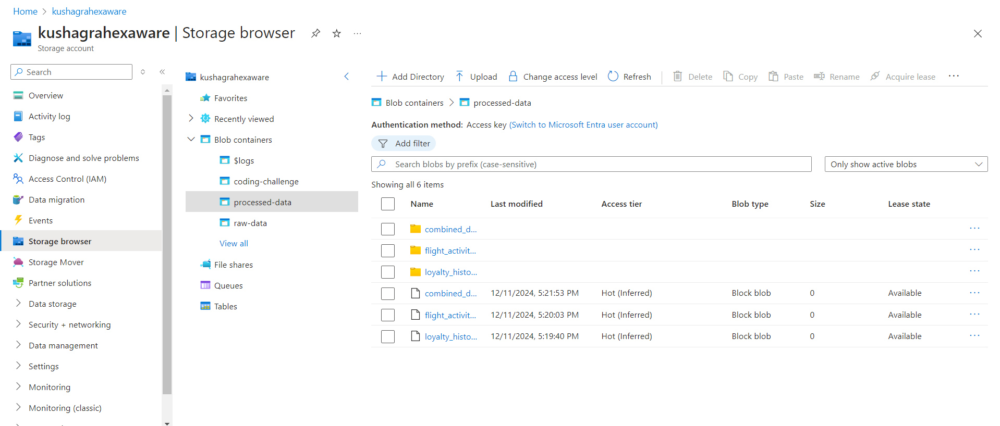 Home > kushagrahexaware
kushagrahexaware | Storage browser
Storage account
Search
Overview
Activity log
Tags
Diagnose and solve problems
Access Control (IAM)
Data migration
Events
Storage browser
Storage Mover
Partner solutions
Data storage
Security + networking
Data management
Settings
Monitoring
Monitoring (classic)
kushagrahexaware
Favorites
Recently viewed
Blob containers
$logs
coding-challenge
processed-data
raw-data
View all
File shares
Queues
Tables
Add Directory Upload Change access level Refresh Delete Copy Paste Rename Acquire lease ...
Blob containers > processed-data
Authentication method: Access key (Switch to Microsoft Entra user account)
Add filter
Search blobs by prefix (case-sensitive) Only show active blobs
Showing all 6 items
Name Last modified Access tier Blob type Size Lease state
combined_d...
flight_activit...
loyalty_histo...
combined_d... 12/11/2024, 5:21:53 PM Hot (Inferred) Block blob 0 Available
flight_activit... 12/11/2024, 5:20:03 PM Hot (Inferred) Block blob 0 Available
loyalty_histo... 12/11/2024, 5:19:40 PM Hot (Inferred) Block blob 0 Available